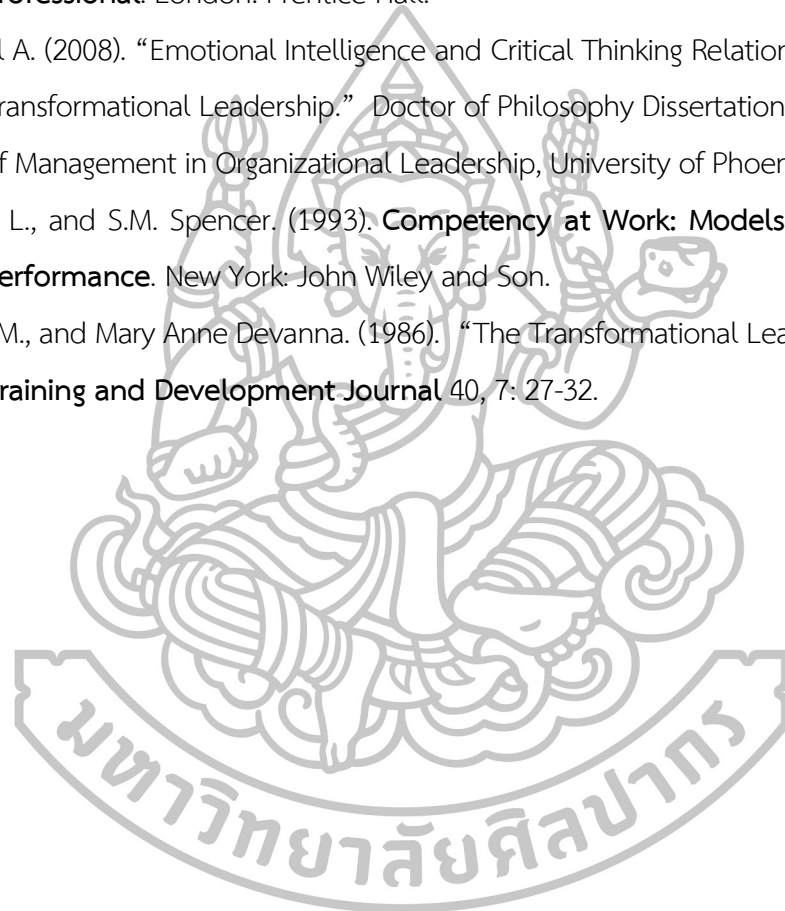 rofessional. London: Prentice Hall.
l A. (2008). “Emotional Intelligence and Critical Thinking Relation
ransformational Leadership.” Doctor of Philosophy Dissertation
f Management in Organizational Leadership, University of Phoen
L., and S.M. Spencer. (1993). Competency at Work: Models
erformance. New York: John Wiley and Son.
M., and Mary Anne Devanna. (1986). “The Transformational Lea
raining and Development Journal 40, 7: 27-32.
มหาวิทยาลัยศิลปากร